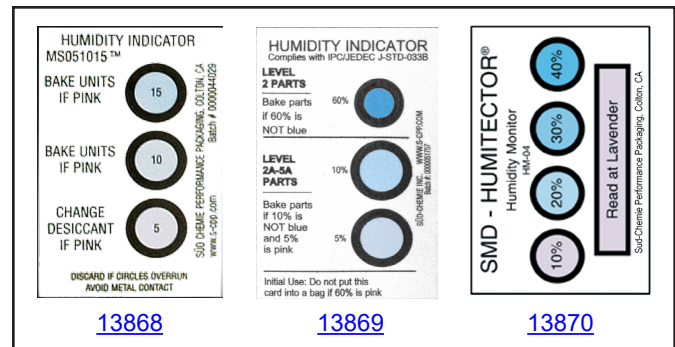 HUMIDITY INDICATOR
MS051015™
BAKE UNITS
IF PINK
15
BAKE UNITS
IF PINK
10
CHANGE
DESICCANT
IF PINK
5
SÜD CHEMIE PERFORMANCE PACKAGING, COLTON, CA
www.s-cpp.com
Batch # 0000044029
DISCARD IF CIRCLES OVERRUN
AVOID METAL CONTACT
13868
HUMIDITY INDICATOR
Complies with IPC/JEDEC J-STD-033B
LEVEL
2 PARTS
Bake parts
if 60% is
NOT blue
60%
LEVEL
2A-5A
PARTS
Bake parts
if 10% is
NOT blue
and 5%
is pink
10%
5%
SÜD-CHEMIE INC. WWW.S-CPP.COM
Initial Use: Do not put this
card into a bag if 60% is pink
13869
SMD - HUMITECTOR®
Humidity Monitor
HM-04
10%
20%
30%
40%
Read at Lavender
Sud-Chemie Performance Packaging, Colton, CA
13870